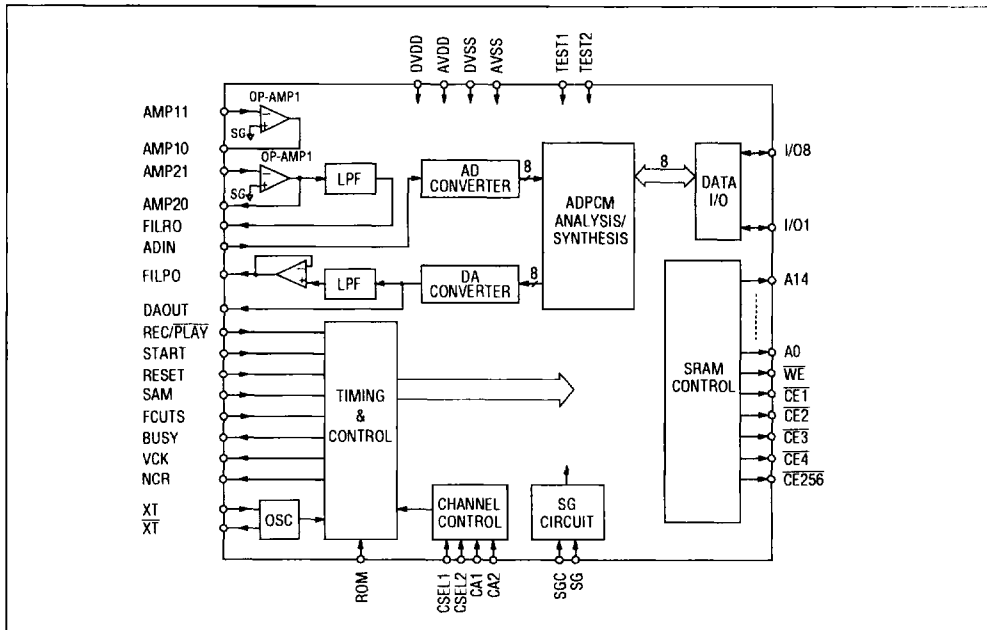 DVDD
AVDD
DVSS
AVSS
TEST1
TEST2
AMP11
OP-AMP1
SG
AMP10
AMP21
OP-AMP1
SG
LPF
AMP20
FILRO
ADIN
AD
CONVERTER
8
ADPCM
ANALYSIS/
SYNTHESIS
8
DATA
I/O
I/O8
I/O1
FILPO
LPF
DA
CONVERTER
8
DAOUT
REC/PLAY
START
RESET
SAM
FCUTS
BUSY
VCK
NCR
XT
XT
OSC
TIMING
&
CONTROL
CHANNEL
CONTROL
SG
CIRCUIT
SRAM
CONTROL
A14
A0
WE
CE1
CE2
CE3
CE4
CE256
ROM
CSEL1
CSEL2
CA1
CA2
SGC
SG